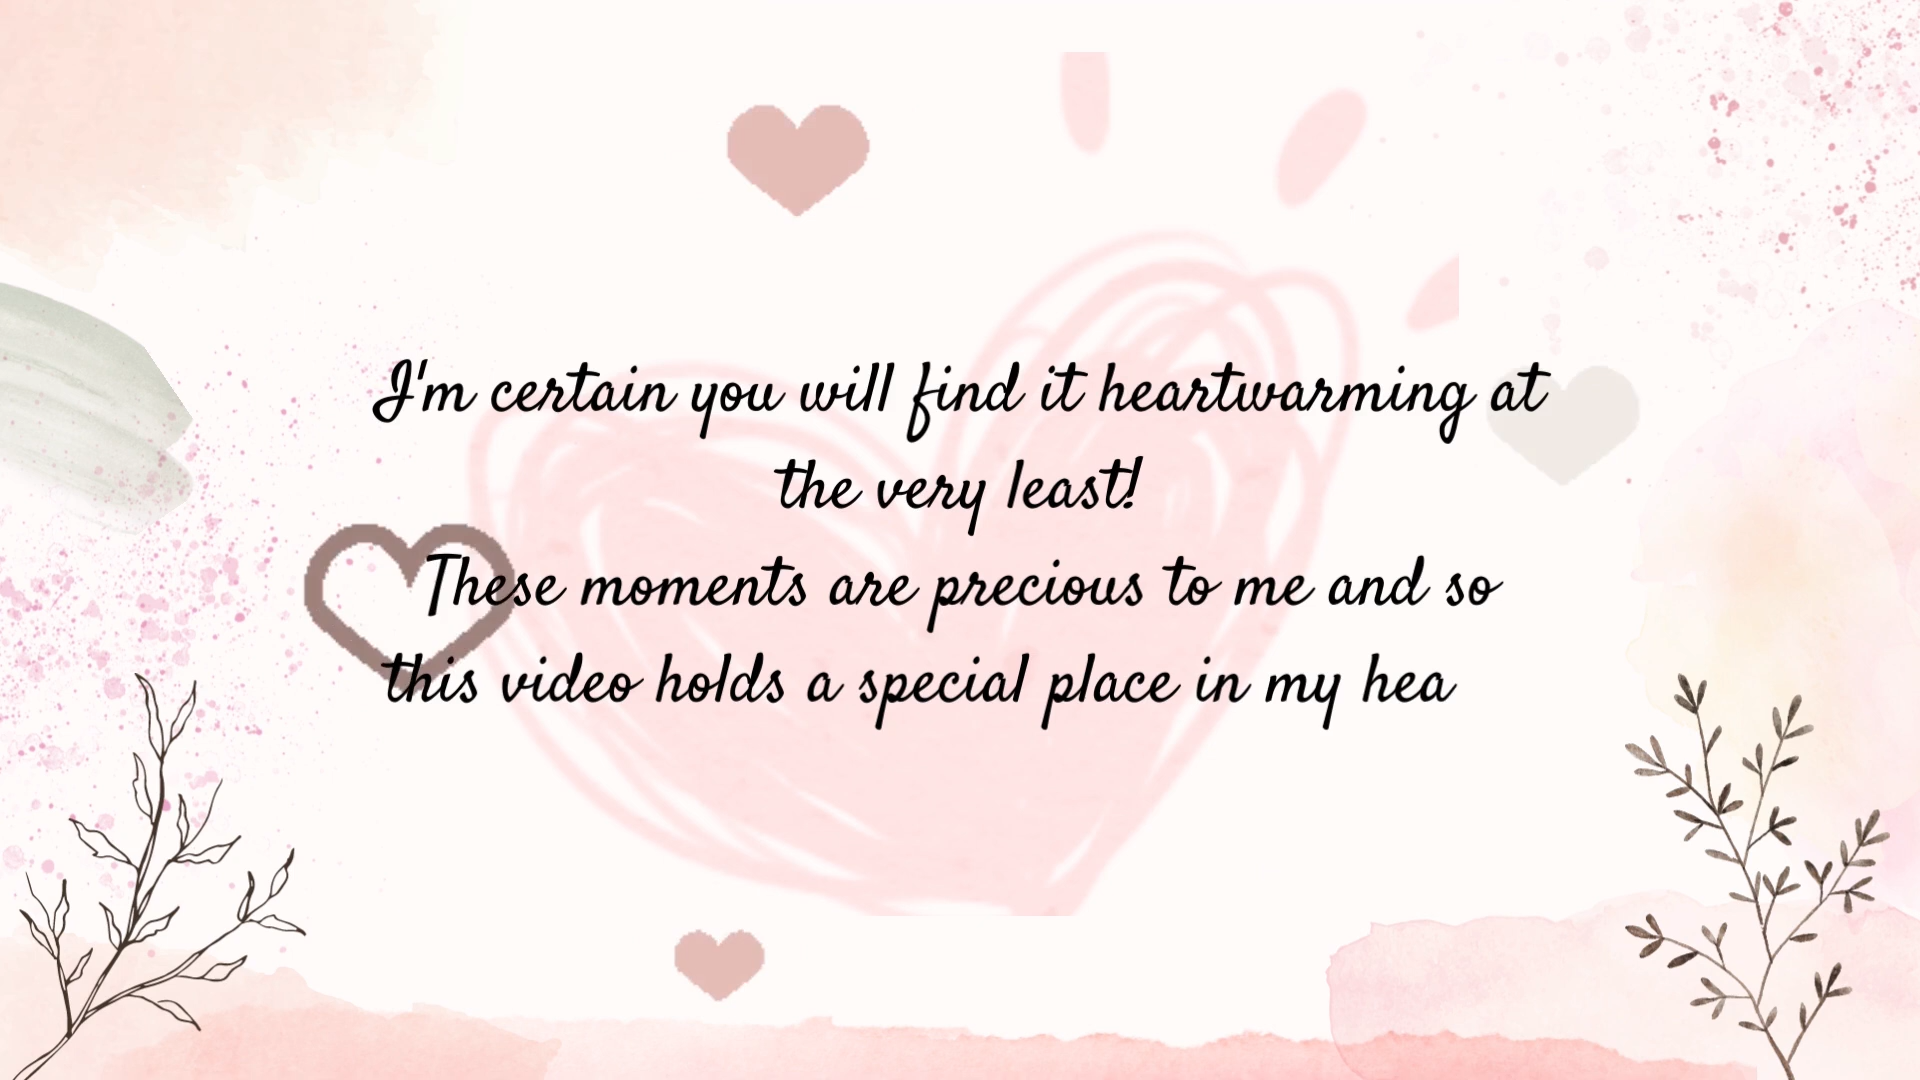 I'm certain you will find it heartwarming at
the very least!
These moments are precious to me and so
this video holds a special place in my hea